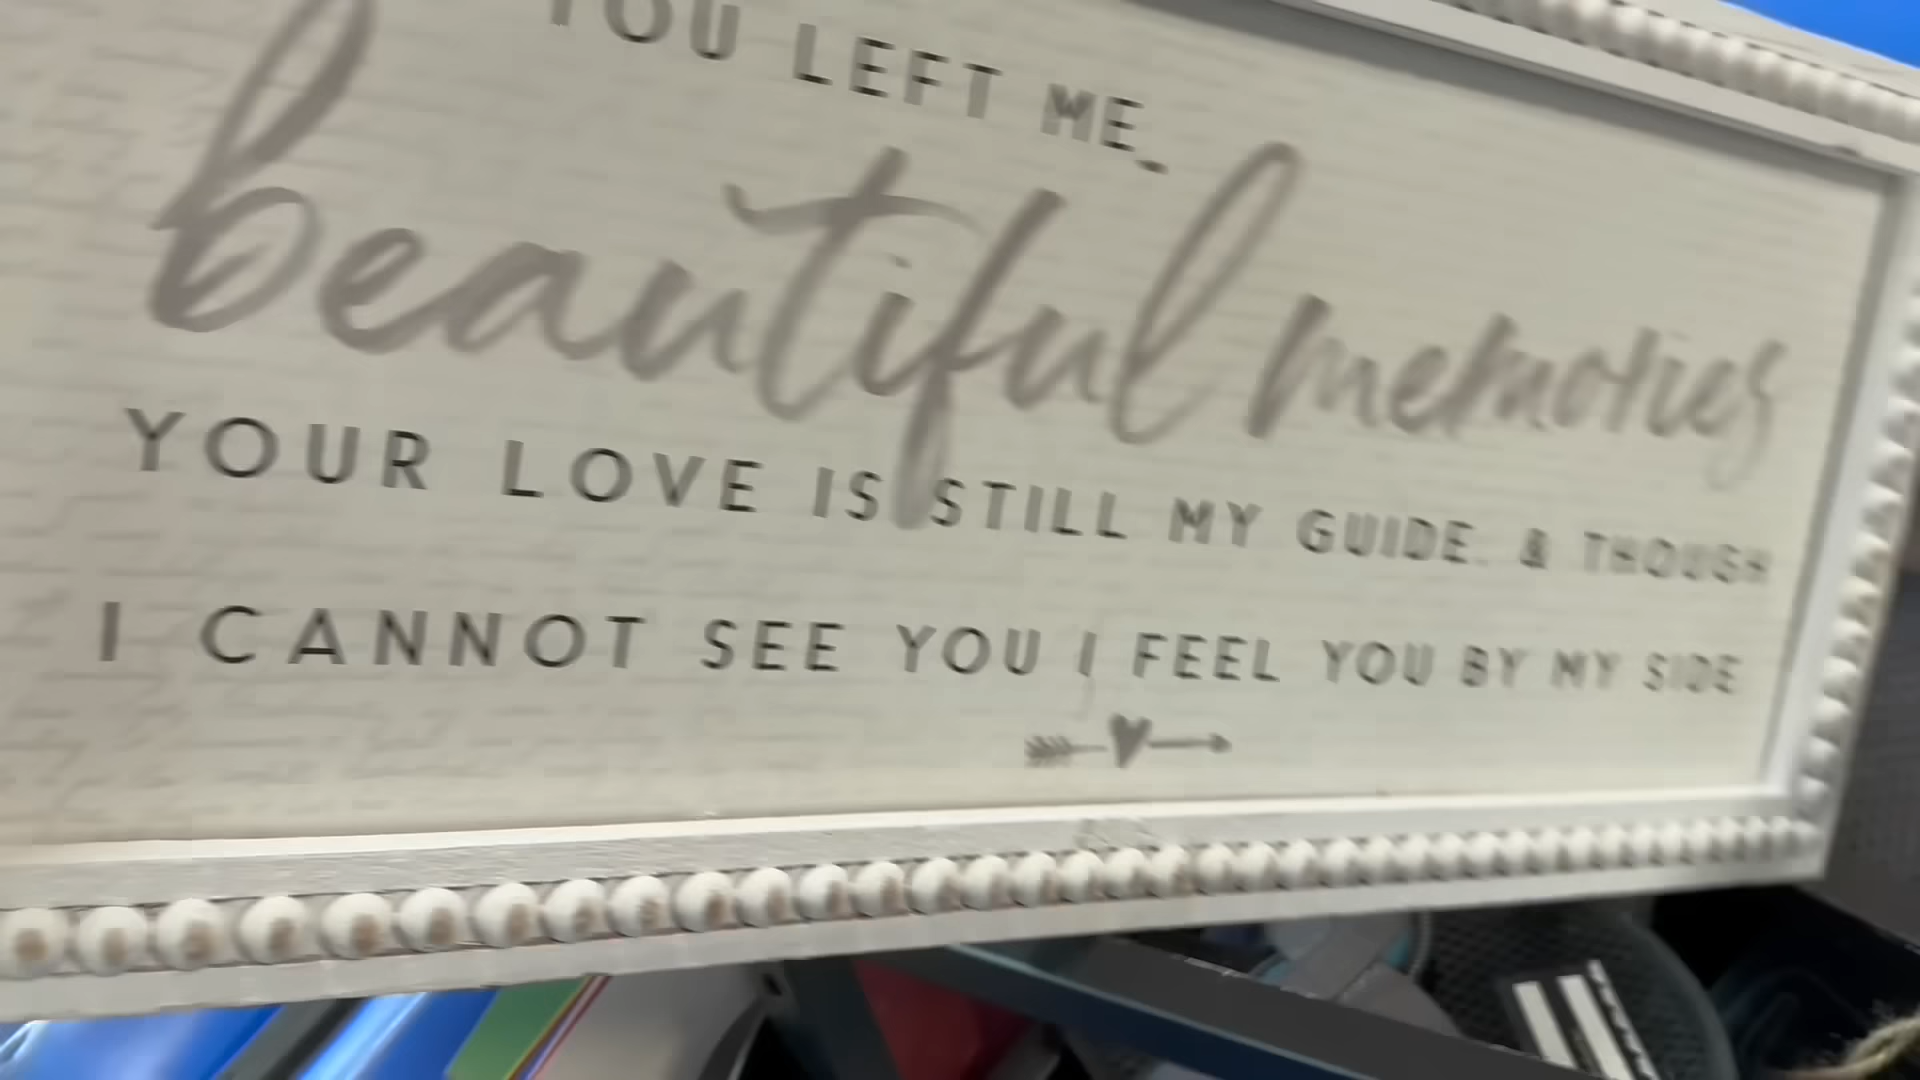 YOU LEFT ME
beautiful memories
YOUR LOVE IS STILL MY GUIDE. & THOUGH
I CANNOT SEE YOU I FEEL YOU BY MY SIDE